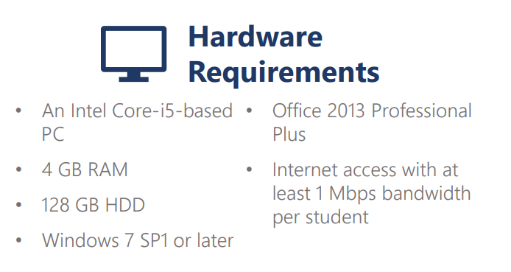 Hardware
Requirements
• An Intel Core-i5-based
PC
• 4 GB RAM
• 128 GB HDD
• Windows 7 SP1 or later
• Office 2013 Professional
Plus
• Internet access with at
least 1 Mbps bandwidth
per student